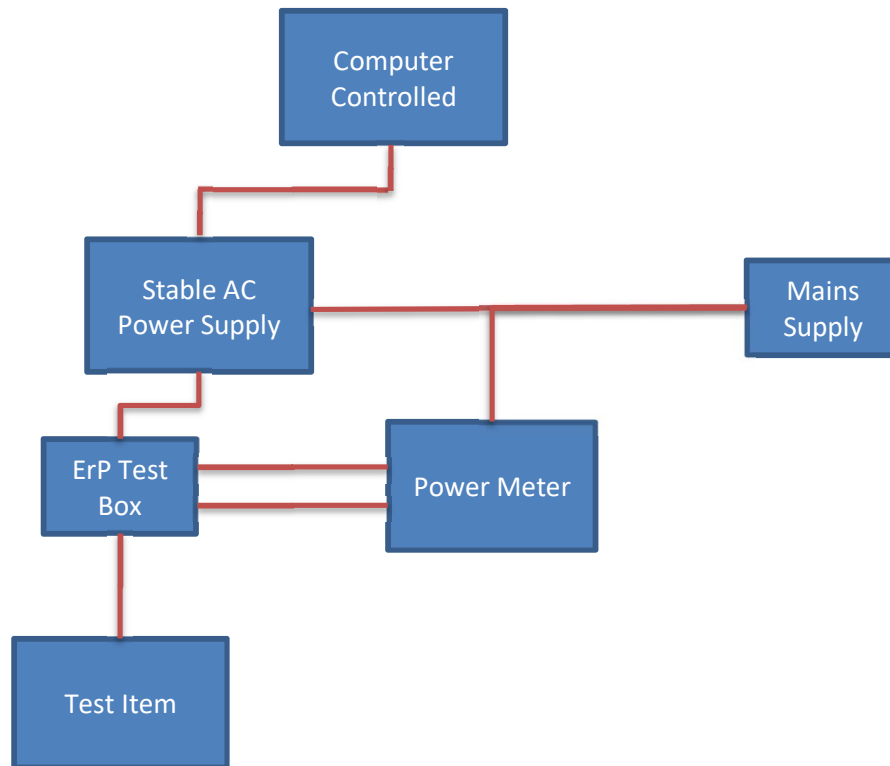 Computer
Controlled
Stable AC
Power Supply
Mains
Supply
ErP Test
Box
Power Meter
Test Item